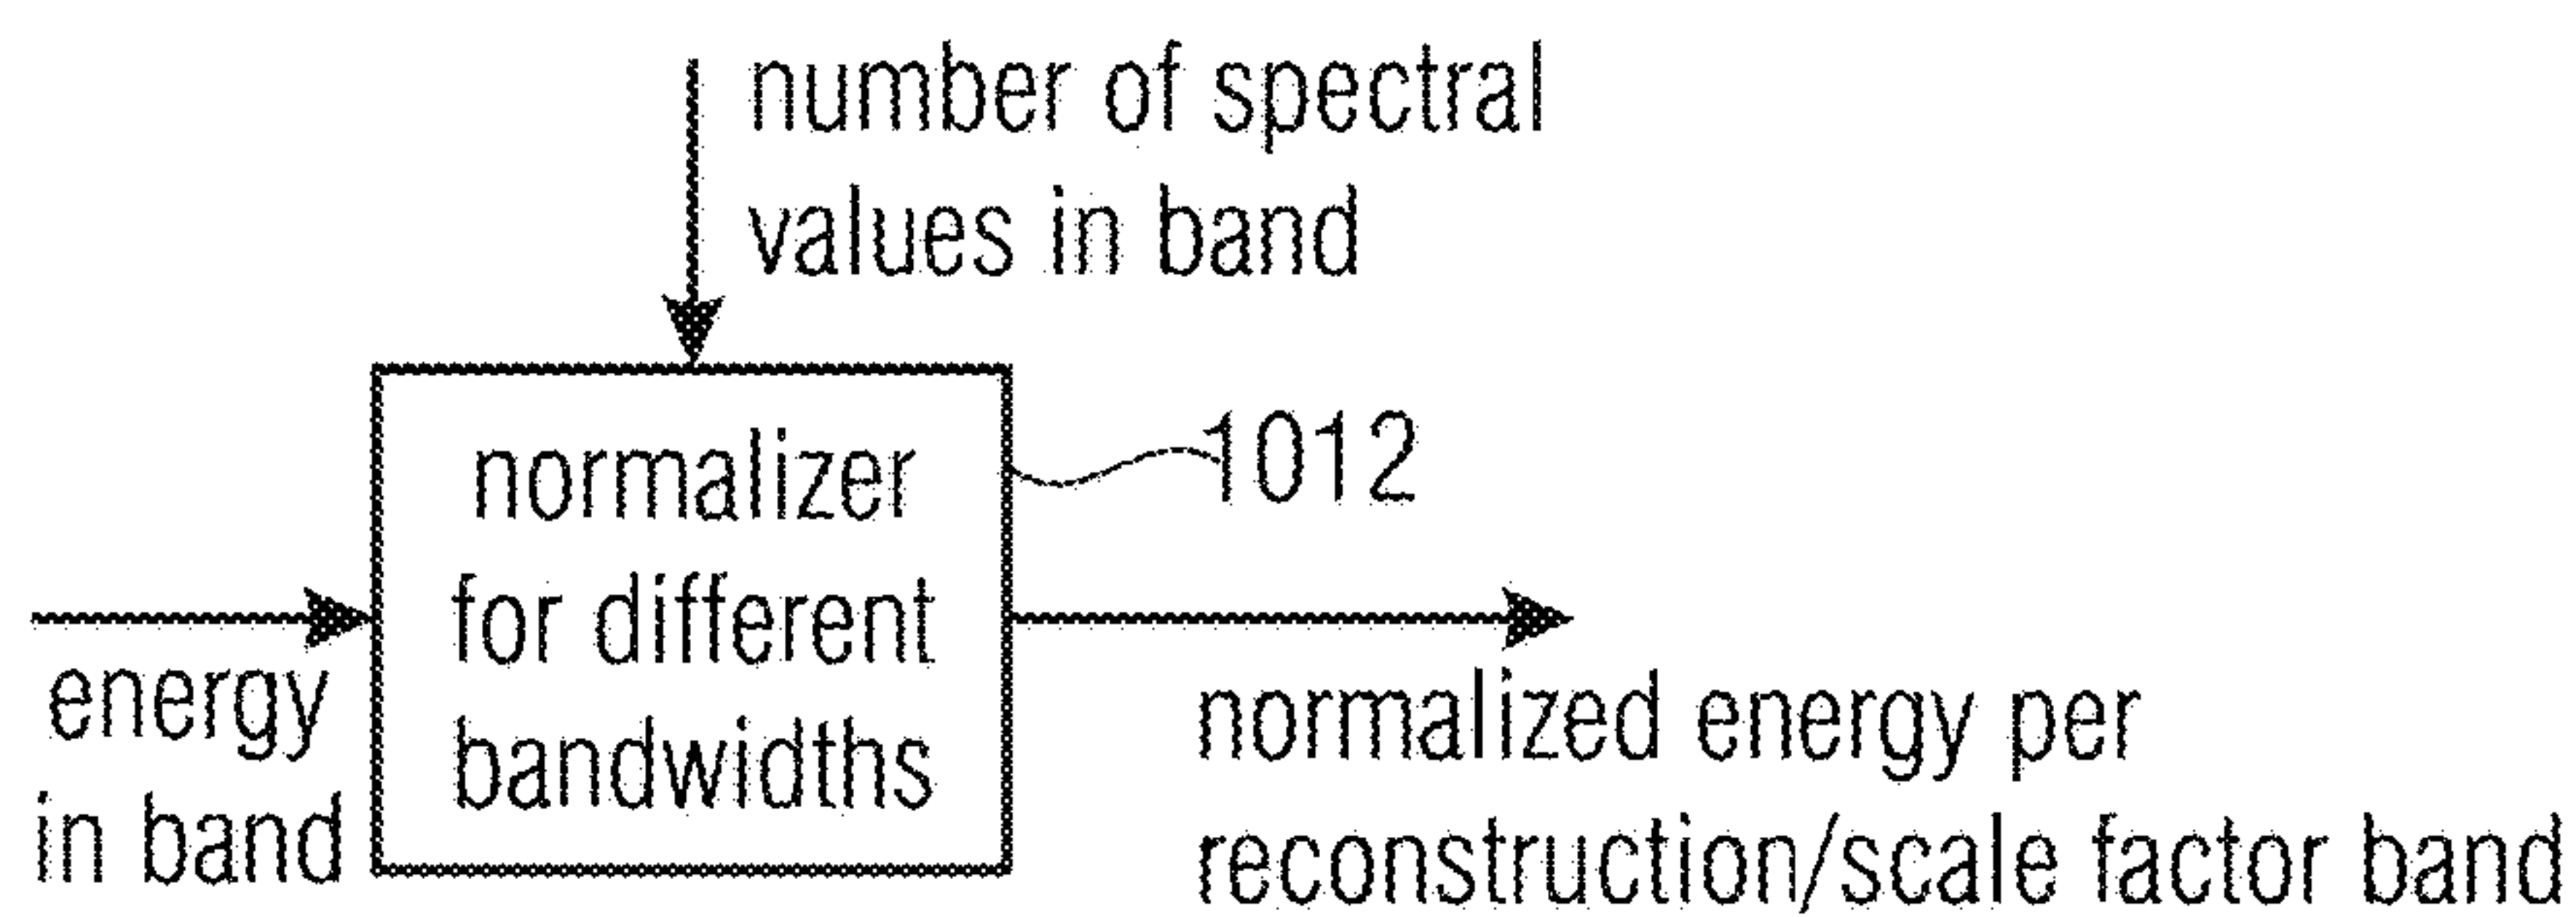 number of spectral
values in band
normalizer
for different
bandwidths
1012
energy
in band
normalized energy per
reconstruction/scale factor band